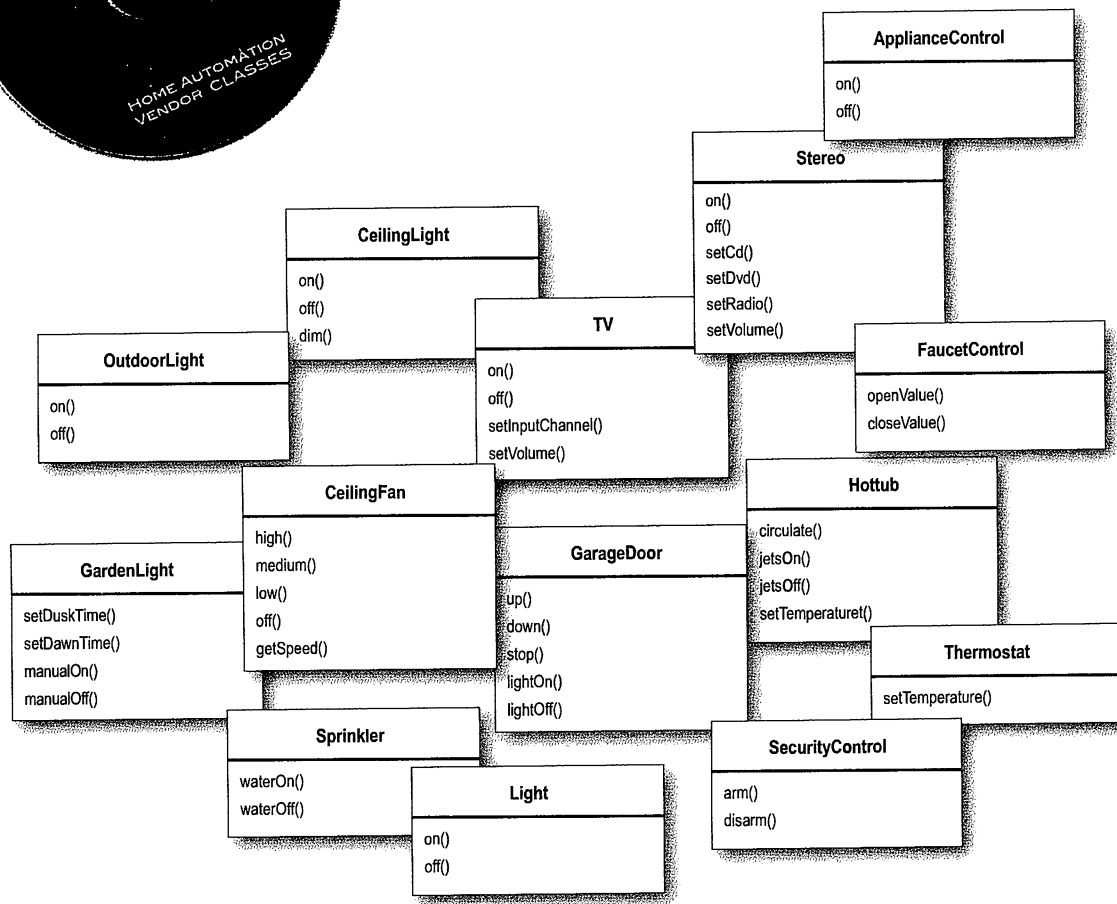 HOME AUTOMATION
VENDOR CLASSES
ApplianceControl
on()
off()
Stereo
on()
off()
setCd()
setDvd()
setRadio()
setVolume()
CeilingLight
on()
off()
dim()
TV
on()
off()
setInputChannel()
setVolume()
OutdoorLight
on()
off()
FaucetControl
openValue()
closeValue()
CeilingFan
high()
medium()
low()
off()
getSpeed()
Hottub
circulate()
jetsOn()
jetsOff()
setTemperaturet()
GarageDoor
up()
down()
stop()
lightOn()
lightOff()
GardenLight
setDuskTime()
setDawnTime()
manualOn()
manualOff()
Thermostat
setTemperature()
Sprinkler
waterOn()
waterOff()
SecurityControl
arm()
disarm()
Light
on()
off()